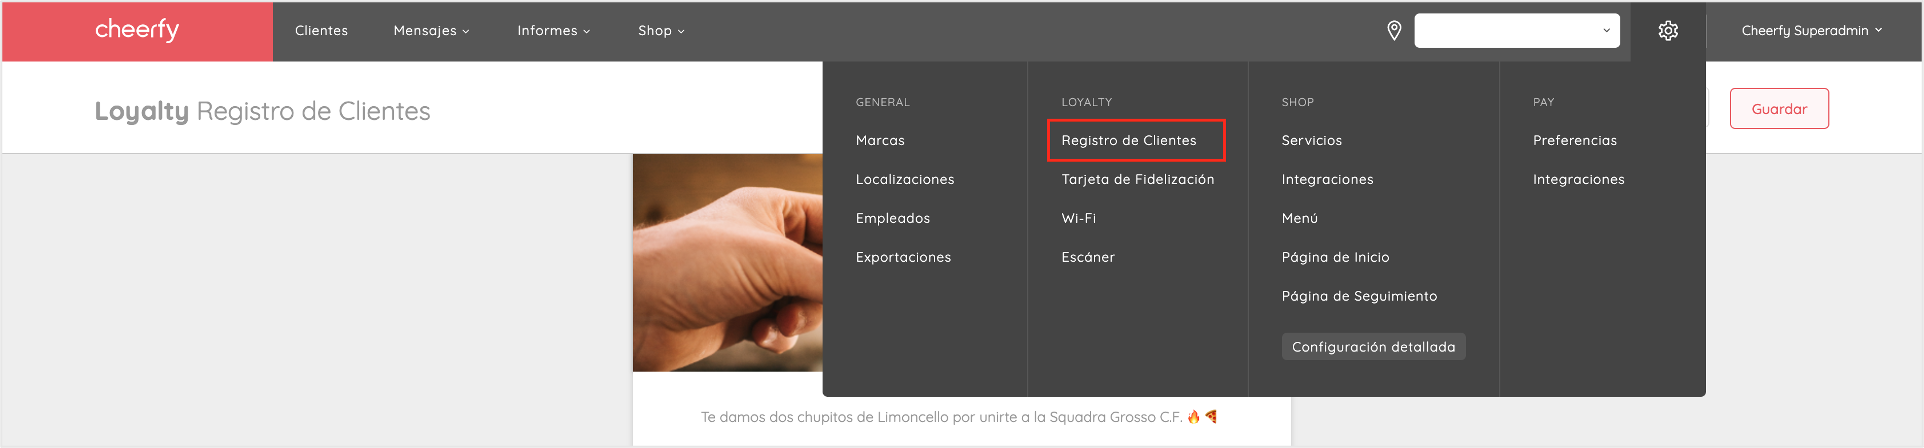 cheerfy
Clientes
Mensajes
Informes
Shop
Cheerfy Superadmin
Loyalty Registro de Clientes
Guardar
GENERAL
Marcas
Localizaciones
Empleados
Exportaciones
LOYALTY
Registro de Clientes
Tarjeta de Fidelización
Wi-Fi
Escáner
SHOP
Servicios
Integraciones
Menú
Página de Inicio
Página de Seguimiento
Configuración detallada
PAY
Preferencias
Integraciones
Te damos dos chupitos de Limoncello por unirte a la Squadra Grosso C.F. 🔥 🍕